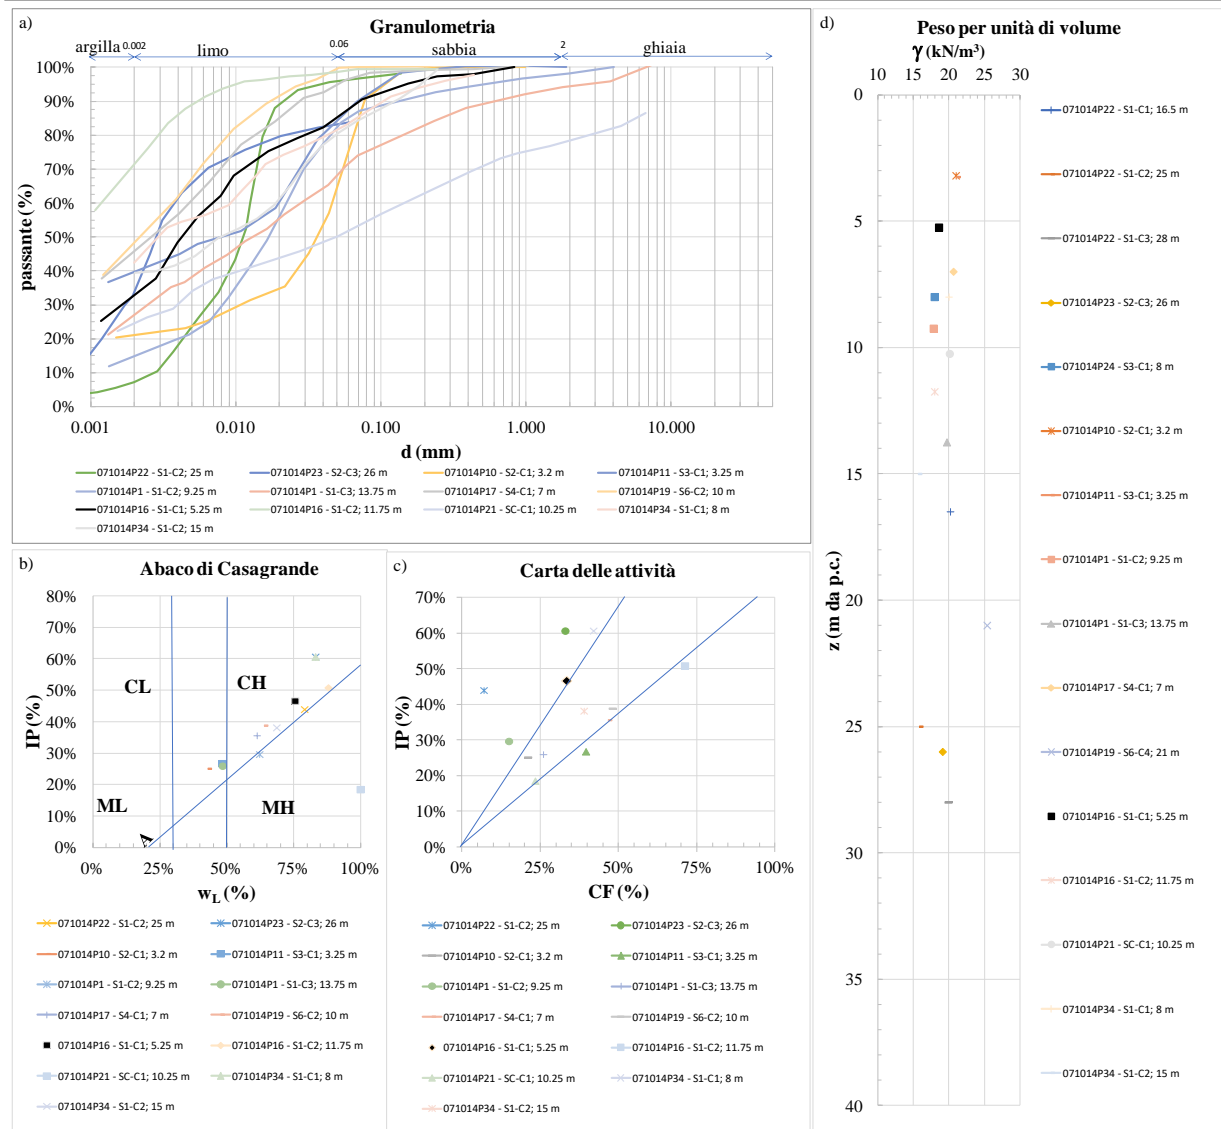 a)
Granulometria
argilla 0.002 limo 0.06 sabbia 2 ghiaia
100%
90%
80%
70%
60%
50%
40%
30%
20%
10%
0%
passante (%)
0.001 0.010 0.100 1.000 10.000
d (mm)
071014P22 - S1-C2; 25 m 071014P23 - S2-C3; 26 m 071014P10 - S2-C1; 3.2 m 071014P11 - S3-C1; 3.25 m
071014P1 - S1-C2; 9.25 m 071014P1 - S1-C3; 13.75 m 071014P17 - S4-C1; 7 m 071014P19 - S6-C2; 10 m
071014P16 - S1-C1; 5.25 m 071014P16 - S1-C2; 11.75 m 071014P21 - SC-C1; 10.25 m 071014P34 - S1-C1; 8 m
071014P34 - S1-C2; 15 m
b)
Abaco di Casagrande
80%
70%
60%
50%
40%
30%
20%
10%
0%
IP (%)
CL CH
ML MH
A
0% 25% 50% 75% 100%
wL (%)
071014P22 - S1-C2; 25 m 071014P23 - S2-C3; 26 m
071014P10 - S2-C1; 3.2 m 071014P11 - S3-C1; 3.25 m
071014P1 - S1-C2; 9.25 m 071014P1 - S1-C3; 13.75 m
071014P17 - S4-C1; 7 m 071014P19 - S6-C2; 10 m
071014P16 - S1-C1; 5.25 m 071014P16 - S1-C2; 11.75 m
071014P21 - SC-C1; 10.25 m 071014P34 - S1-C1; 8 m
071014P34 - S1-C2; 15 m
c)
Carta delle attività
70%
60%
50%
40%
30%
20%
10%
0%
IP (%)
0% 25% 50% 75% 100%
CF (%)
071014P22 - S1-C2; 25 m 071014P23 - S2-C3; 26 m
071014P10 - S2-C1; 3.2 m 071014P11 - S3-C1; 3.25 m
071014P1 - S1-C2; 9.25 m 071014P1 - S1-C3; 13.75 m
071014P17 - S4-C1; 7 m 071014P19 - S6-C2; 10 m
071014P16 - S1-C1; 5.25 m 071014P16 - S1-C2; 11.75 m
071014P21 - SC-C1; 10.25 m 071014P34 - S1-C1; 8 m
071014P34 - S1-C2; 15 m
d)
Peso per unità di volume
γ (kN/m³)
10 15 20 25 30
0
5
10
15
20
25
30
35
40
z (m da p.c.)
071014P22 - S1-C1; 16.5 m
071014P22 - S1-C2; 25 m
071014P22 - S1-C3; 28 m
071014P23 - S2-C3; 26 m
071014P24 - S3-C1; 8 m
071014P10 - S2-C1; 3.2 m
071014P11 - S3-C1; 3.25 m
071014P1 - S1-C2; 9.25 m
071014P1 - S1-C3; 13.75 m
071014P17 - S4-C1; 7 m
071014P19 - S6-C4; 21 m
071014P16 - S1-C1; 5.25 m
071014P16 - S1-C2; 11.75 m
071014P21 - SC-C1; 10.25 m
071014P34 - S1-C1; 8 m
071014P34 - S1-C2; 15 m